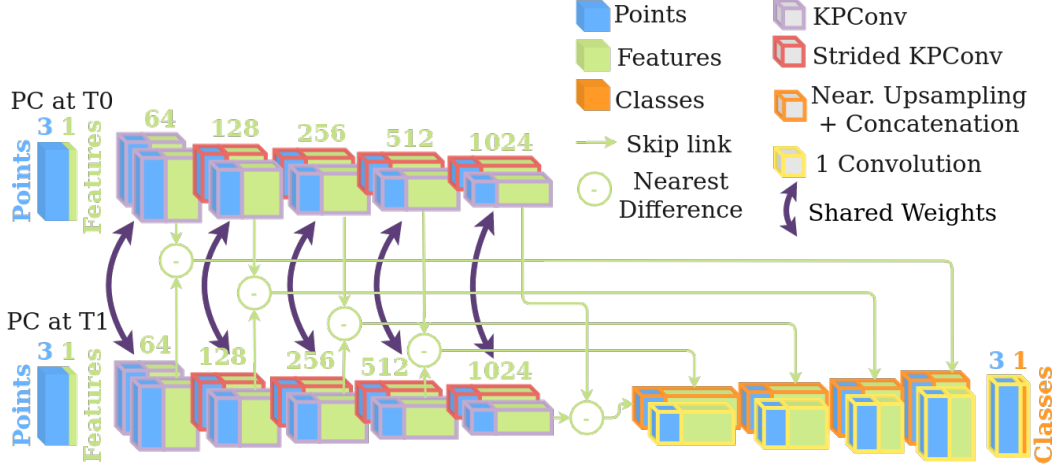 Points
Features
Classes
Skip link
-
Nearest
Difference
KPConv
Strided KPConv
Near. Upsampling
+ Concatenation
1 Convolution
Shared Weights
PC at T0
3 1
Points
Features
64
128
256
512
1024
-
-
-
-
PC at T1
3 1
Points
Features
64
128
256
512
1024
-
3 1
Classes